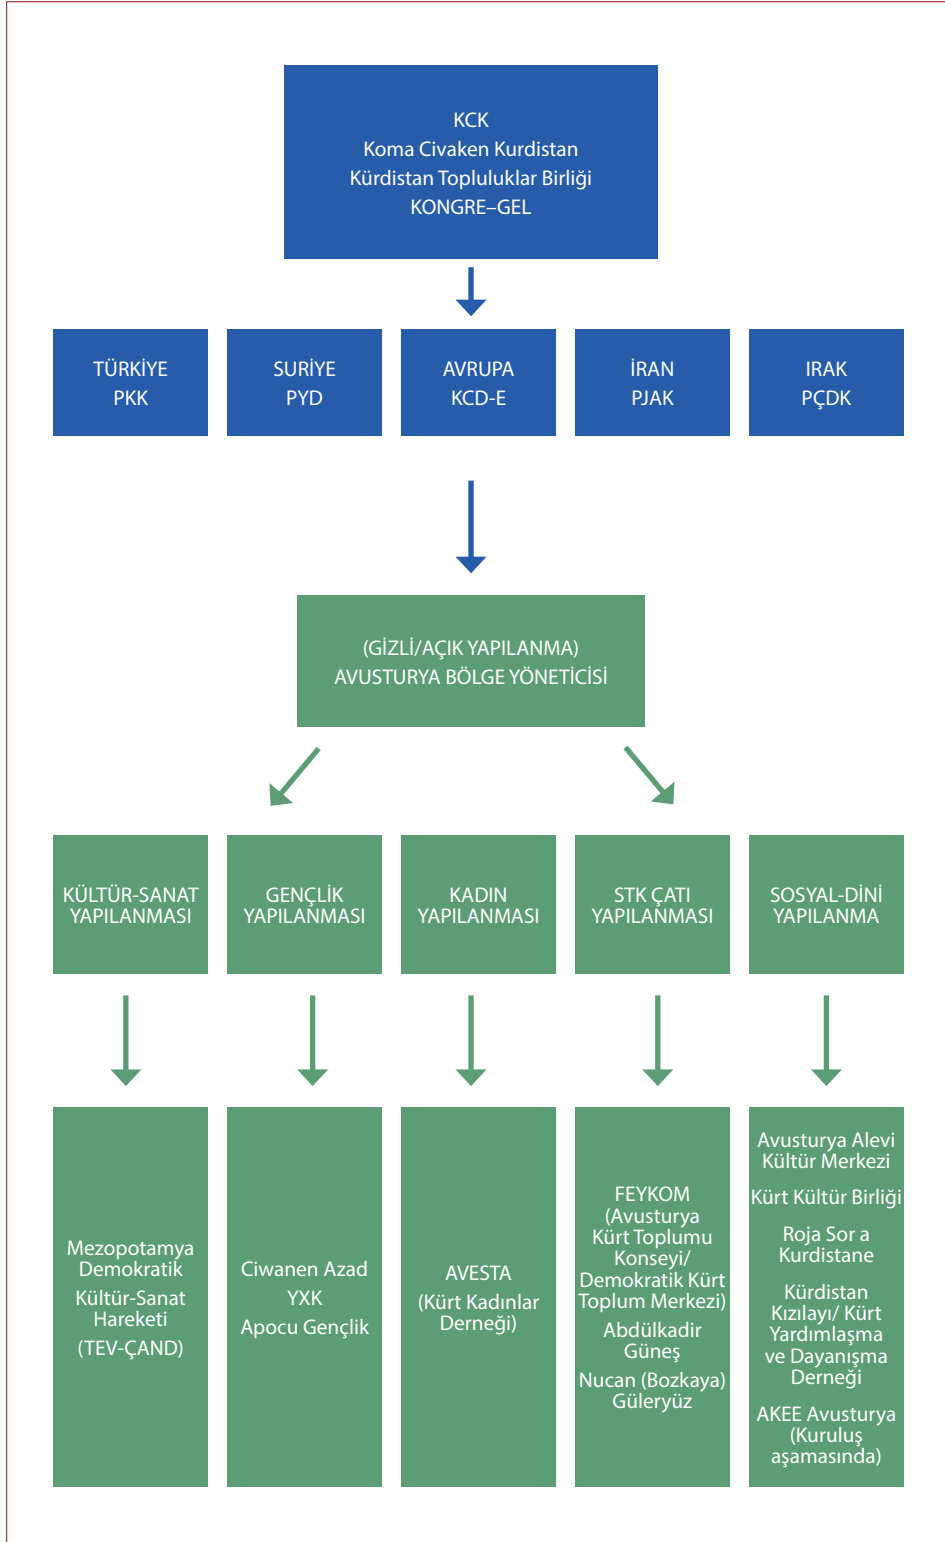 KCK
Koma Civaken Kurdistan
Kürdistan Topluluklar Birliği
KONGRE–GEL
TÜRKİYE
PKK
SURİYE
PYD
AVRUPA
KCD-E
İRAN
PJAK
IRAK
PÇDK
(GİZLİ/AÇIK YAPILANMA)
AVUSTURYA BÖLGE YÖNETİCİSİ
KÜLTÜR-SANAT
YAPILANMASI
GENÇLİK
YAPILANMASI
KADIN
YAPILANMASI
STK ÇATI
YAPILANMASI
SOSYAL-DİNİ
YAPILANMA
Mezopotamya
Demokratik
Kültür-Sanat
Hareketi
(TEV-ÇAND)
Ciwanen Azad
YXK
Apocu Gençlik
AVESTA
(Kürt Kadınlar
Derneği)
FEYKOM
(Avusturya
Kürt Toplumu
Konseyi/
Demokratik Kürt
Toplum Merkezi)
Abdülkadir
Güneş
Nucan (Bozkaya)
Güleryüz
Avusturya Alevi
Kültür Merkezi
Kürt Kültür Birliği
Roja Sor a
Kurdistane
Kürdistan
Kızılayı/ Kürt
Yardımlaşma
ve Dayanışma
Derneği
AKEE Avusturya
(Kuruluş
aşamasında)